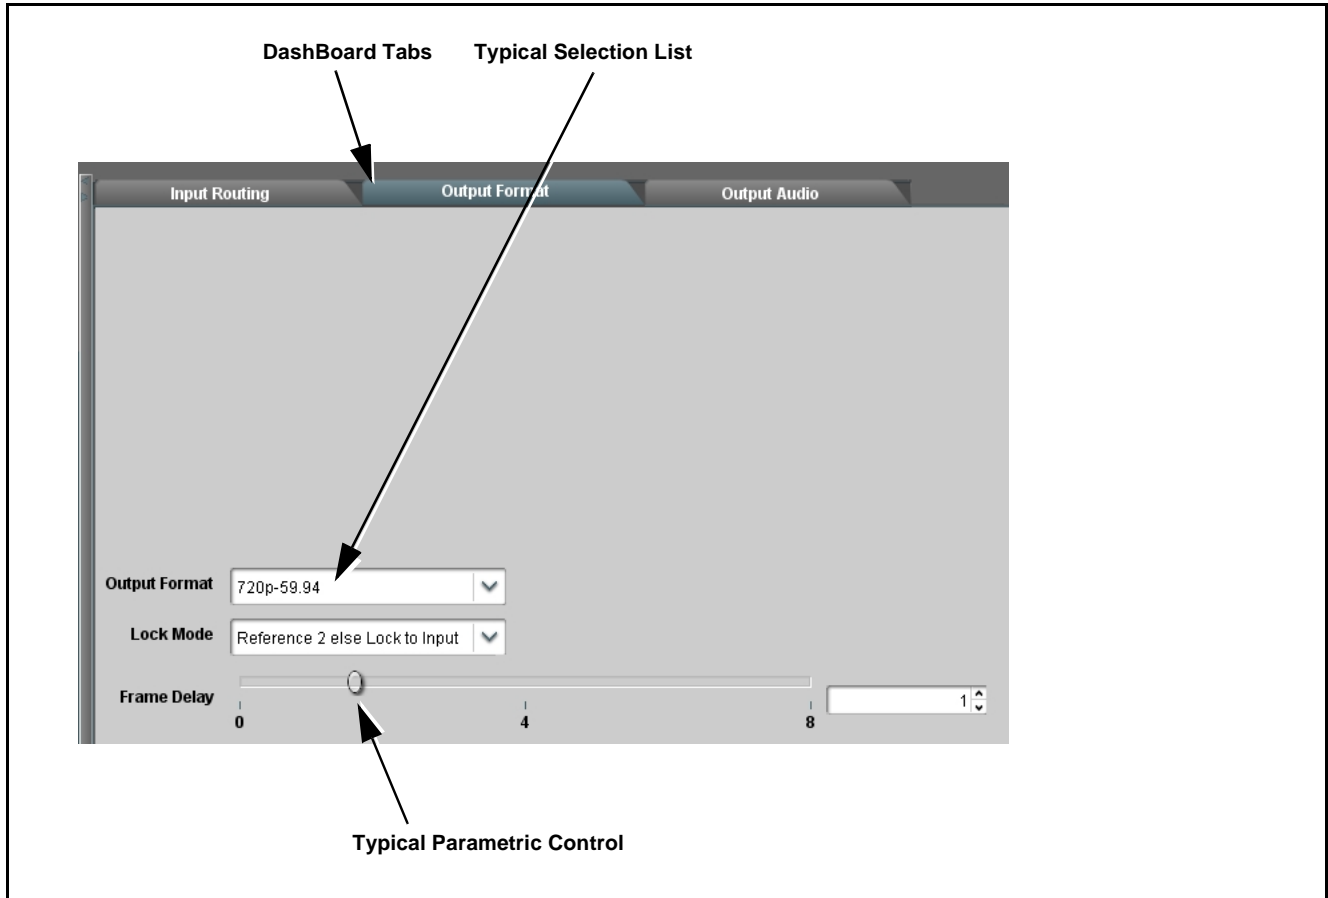 DashBoard Tabs Typical Selection List
Input Routing Output Format Output Audio
Output Format 720p-59.94
Lock Mode Reference 2 else Lock to Input
Frame Delay 1
0 4 8
Typical Parametric Control